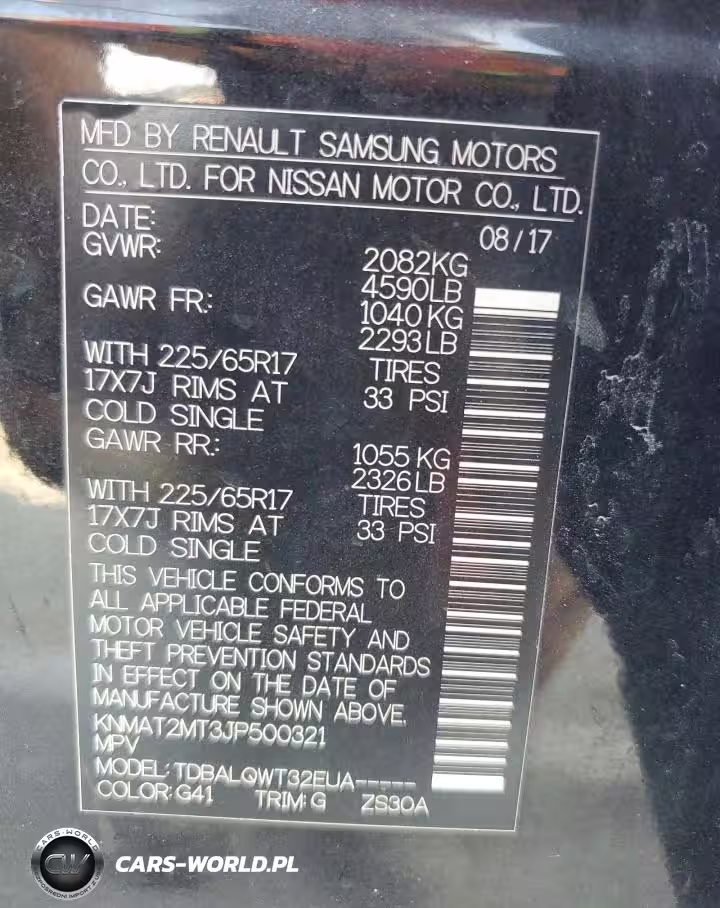 MFD BY RENAULT SAMSUNG MOTORS
CO., LTD. FOR NISSAN MOTOR CO., LTD.
DATE: 08/17
GVWR: 2082KG
4590LB
GAWR FR.: 1040KG
2293LB
WITH 225/65R17 TIRES
17X7J RIMS AT 33 PSI
COLD SINGLE
GAWR RR.: 1055KG
2326LB
WITH 225/65R17 TIRES
17X7J RIMS AT 33 PSI
COLD SINGLE
THIS VEHICLE CONFORMS TO
ALL APPLICABLE FEDERAL
MOTOR VEHICLE SAFETY AND
THEFT PREVENTION STANDARDS
IN EFFECT ON THE DATE OF
MANUFACTURE SHOWN ABOVE.
KNMAT2MT3JP500321
MPV
MODEL: TDBALQWT32EUA-----
COLOR: G41 TRIM: G ZS30A
CARS-WORLD
CW
CARS-WORLD.PL